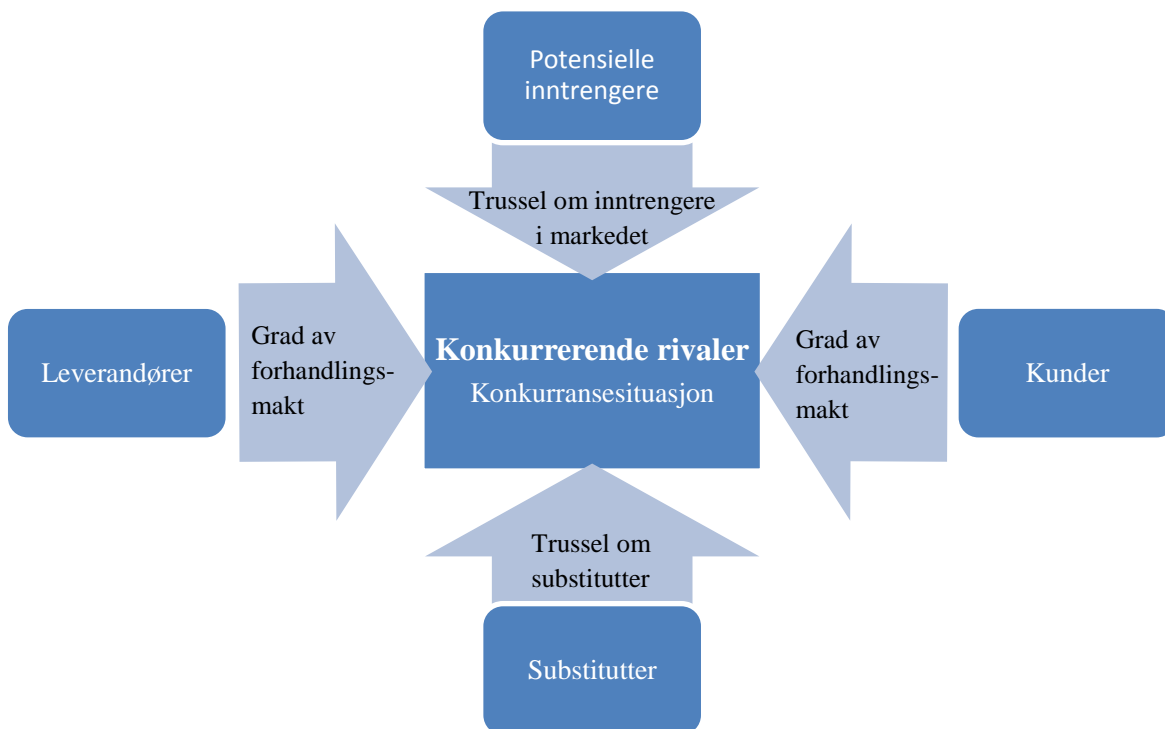 Potensielle
inntrengere
Trussel om inntrengere
i markedet
Leverandører
Grad av
forhandlings-
makt
Konkurrerende rivaler
Konkurransesituasjon
Grad av
forhandlings-
makt
Kunder
Trussel om
substitutter
Substitutter